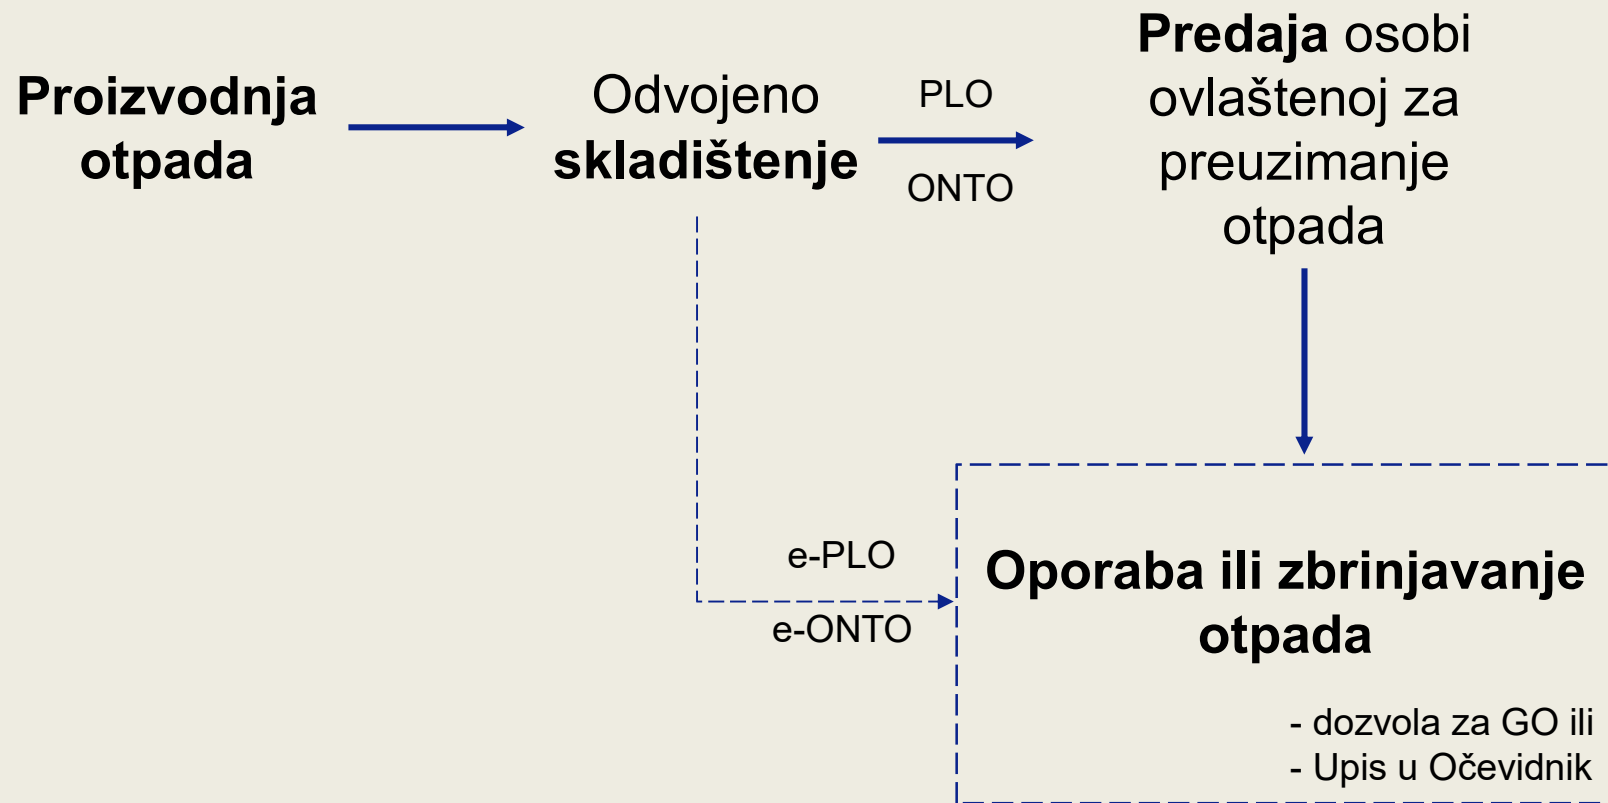 Proizvodnja
otpada
Odvojeno
skladištenje
PLO
ONTO
Predaja osobi
ovlaštenoj za
preuzimanje
otpada
e-PLO
e-ONTO
Oporaba ili zbrinjavanje
otpada
- dozvola za GO ili
- Upis u Očevidnik